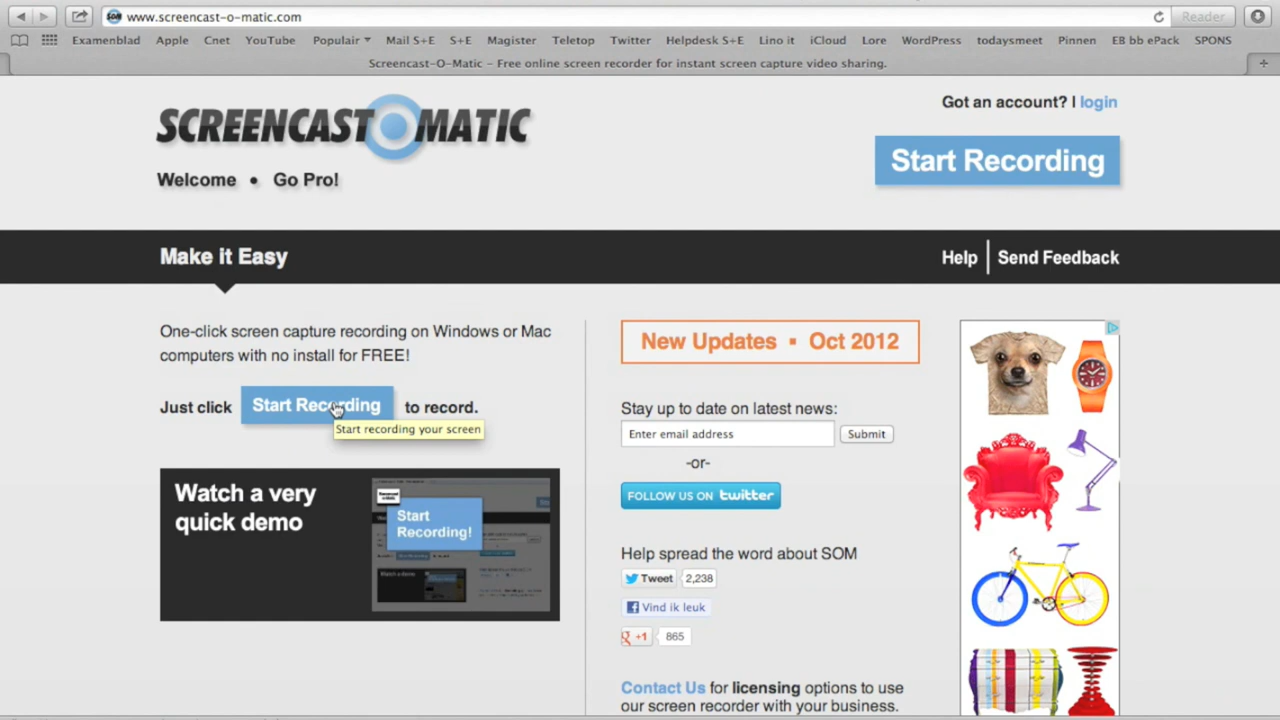 www.screencast-o-matic.com
Reader
Examenblad Apple Cnet YouTube Populair Mail S+E S+E Magister Teletop Twitter Helpdesk S+E Lino it iCloud Lore WordPress todaysmeet Pinnen EB bb ePack SPONS
Screencast-O-Matic – Free online screen recorder for instant screen capture video sharing.
SCREENCAST O MATIC
Got an account? | login
Start Recording
Welcome • Go Pro!
Make it Easy
Help | Send Feedback
One-click screen capture recording on Windows or Mac
computers with no install for FREE!
Just click Start Recording to record.
Start recording your screen
Watch a very
quick demo
Start
Recording!
New Updates ▪ Oct 2012
Stay up to date on latest news:
Enter email address Submit
-or-
FOLLOW US ON twitter
Help spread the word about SOM
Tweet 2,238
Vind ik leuk
+1 865
Contact Us for licensing options to use
our screen recorder with your business.